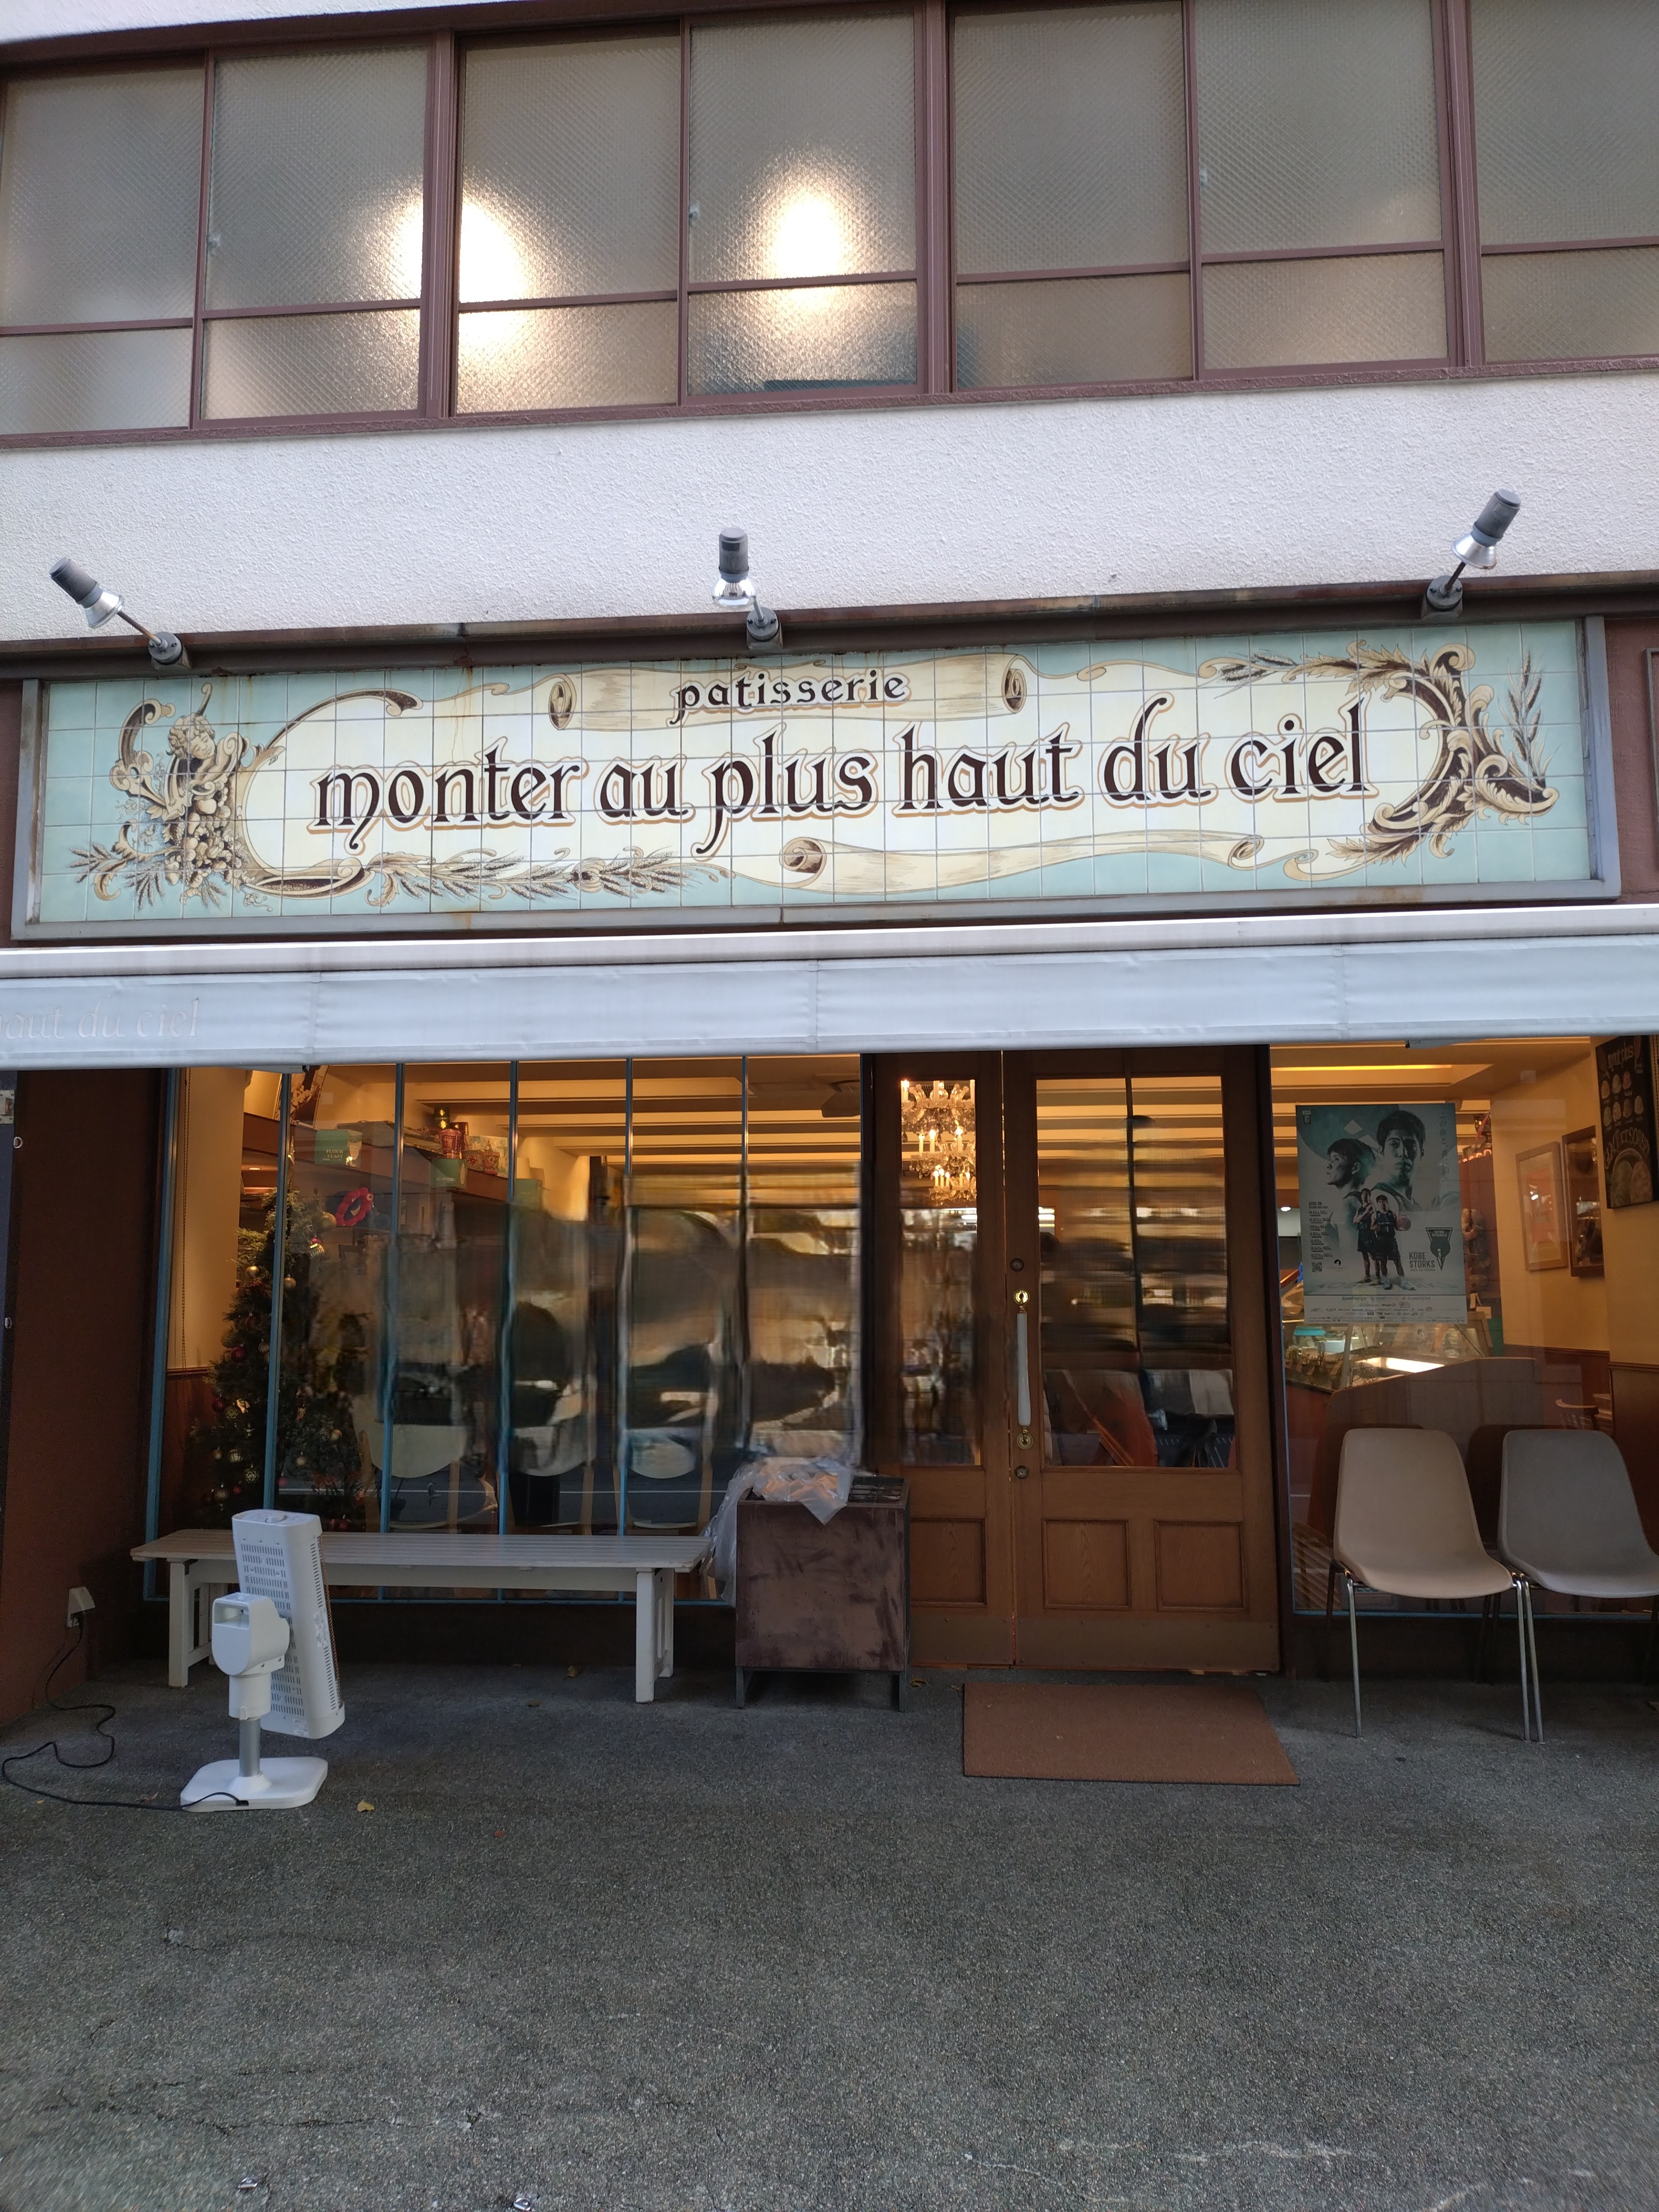 patisserie
monter au plus haut du ciel
haut du ciel
KOBE
STORKS